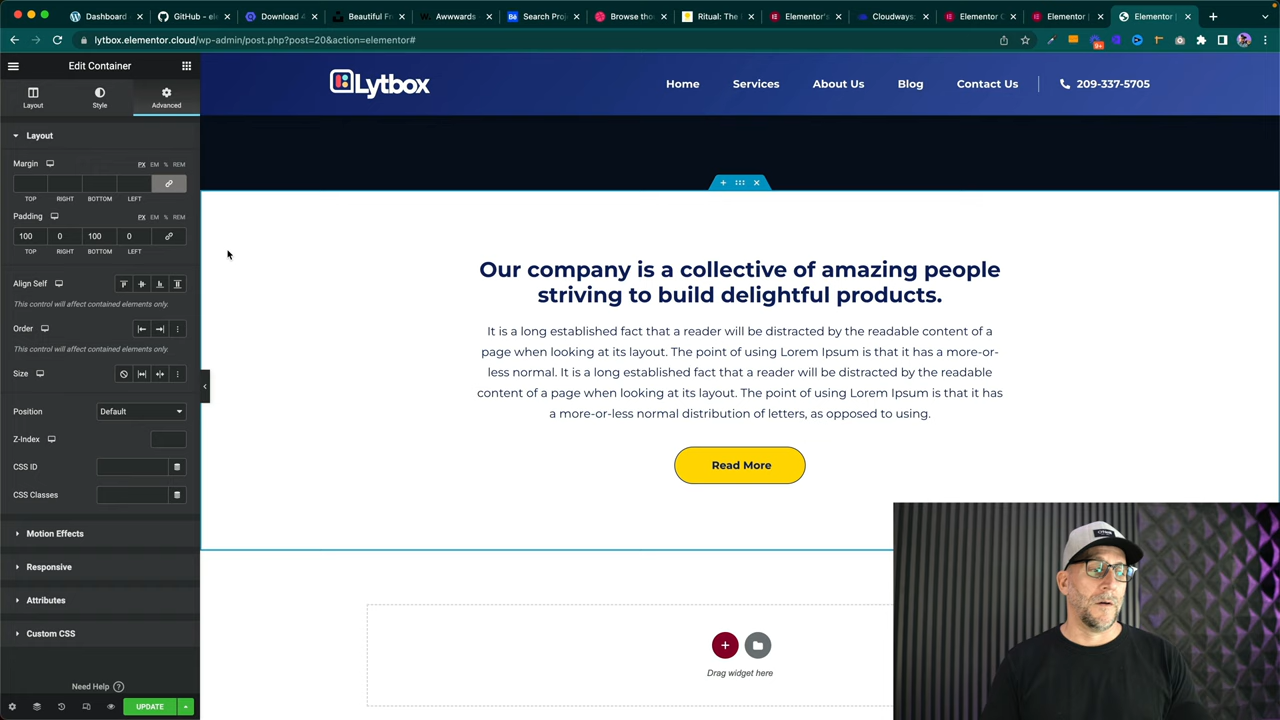 Dashboard
GitHub – ele
Download 4
Beautiful Fr
Awwwards
Search Proj
Browse thou
Ritual: The
Elementor's
Cloudways:
Elementor C
Elementor |
Elementor |
lytbox.elementor.cloud/wp-admin/post.php?post=20&action=elementor#
9+
Edit Container
Layout
Style
Advanced
Layout
Margin
PX EM % REM
TOP RIGHT BOTTOM LEFT
Padding
PX EM % REM
100 0 100 0
TOP RIGHT BOTTOM LEFT
Align Self
This control will affect contained elements only.
Order
This control will affect contained elements only.
Size
Position
Default
Z-Index
CSS ID
CSS Classes
Motion Effects
Responsive
Attributes
Custom CSS
Need Help
UPDATE
Lytbox
Home
Services
About Us
Blog
Contact Us
209-337-5705
Our company is a collective of amazing people
striving to build delightful products.
It is a long established fact that a reader will be distracted by the readable content of a
page when looking at its layout. The point of using Lorem Ipsum is that it has a more-or-
less normal. It is a long established fact that a reader will be distracted by the readable
content of a page when looking at its layout. The point of using Lorem Ipsum is that it has
a more-or-less normal distribution of letters, as opposed to using.
Read More
Drag widget here